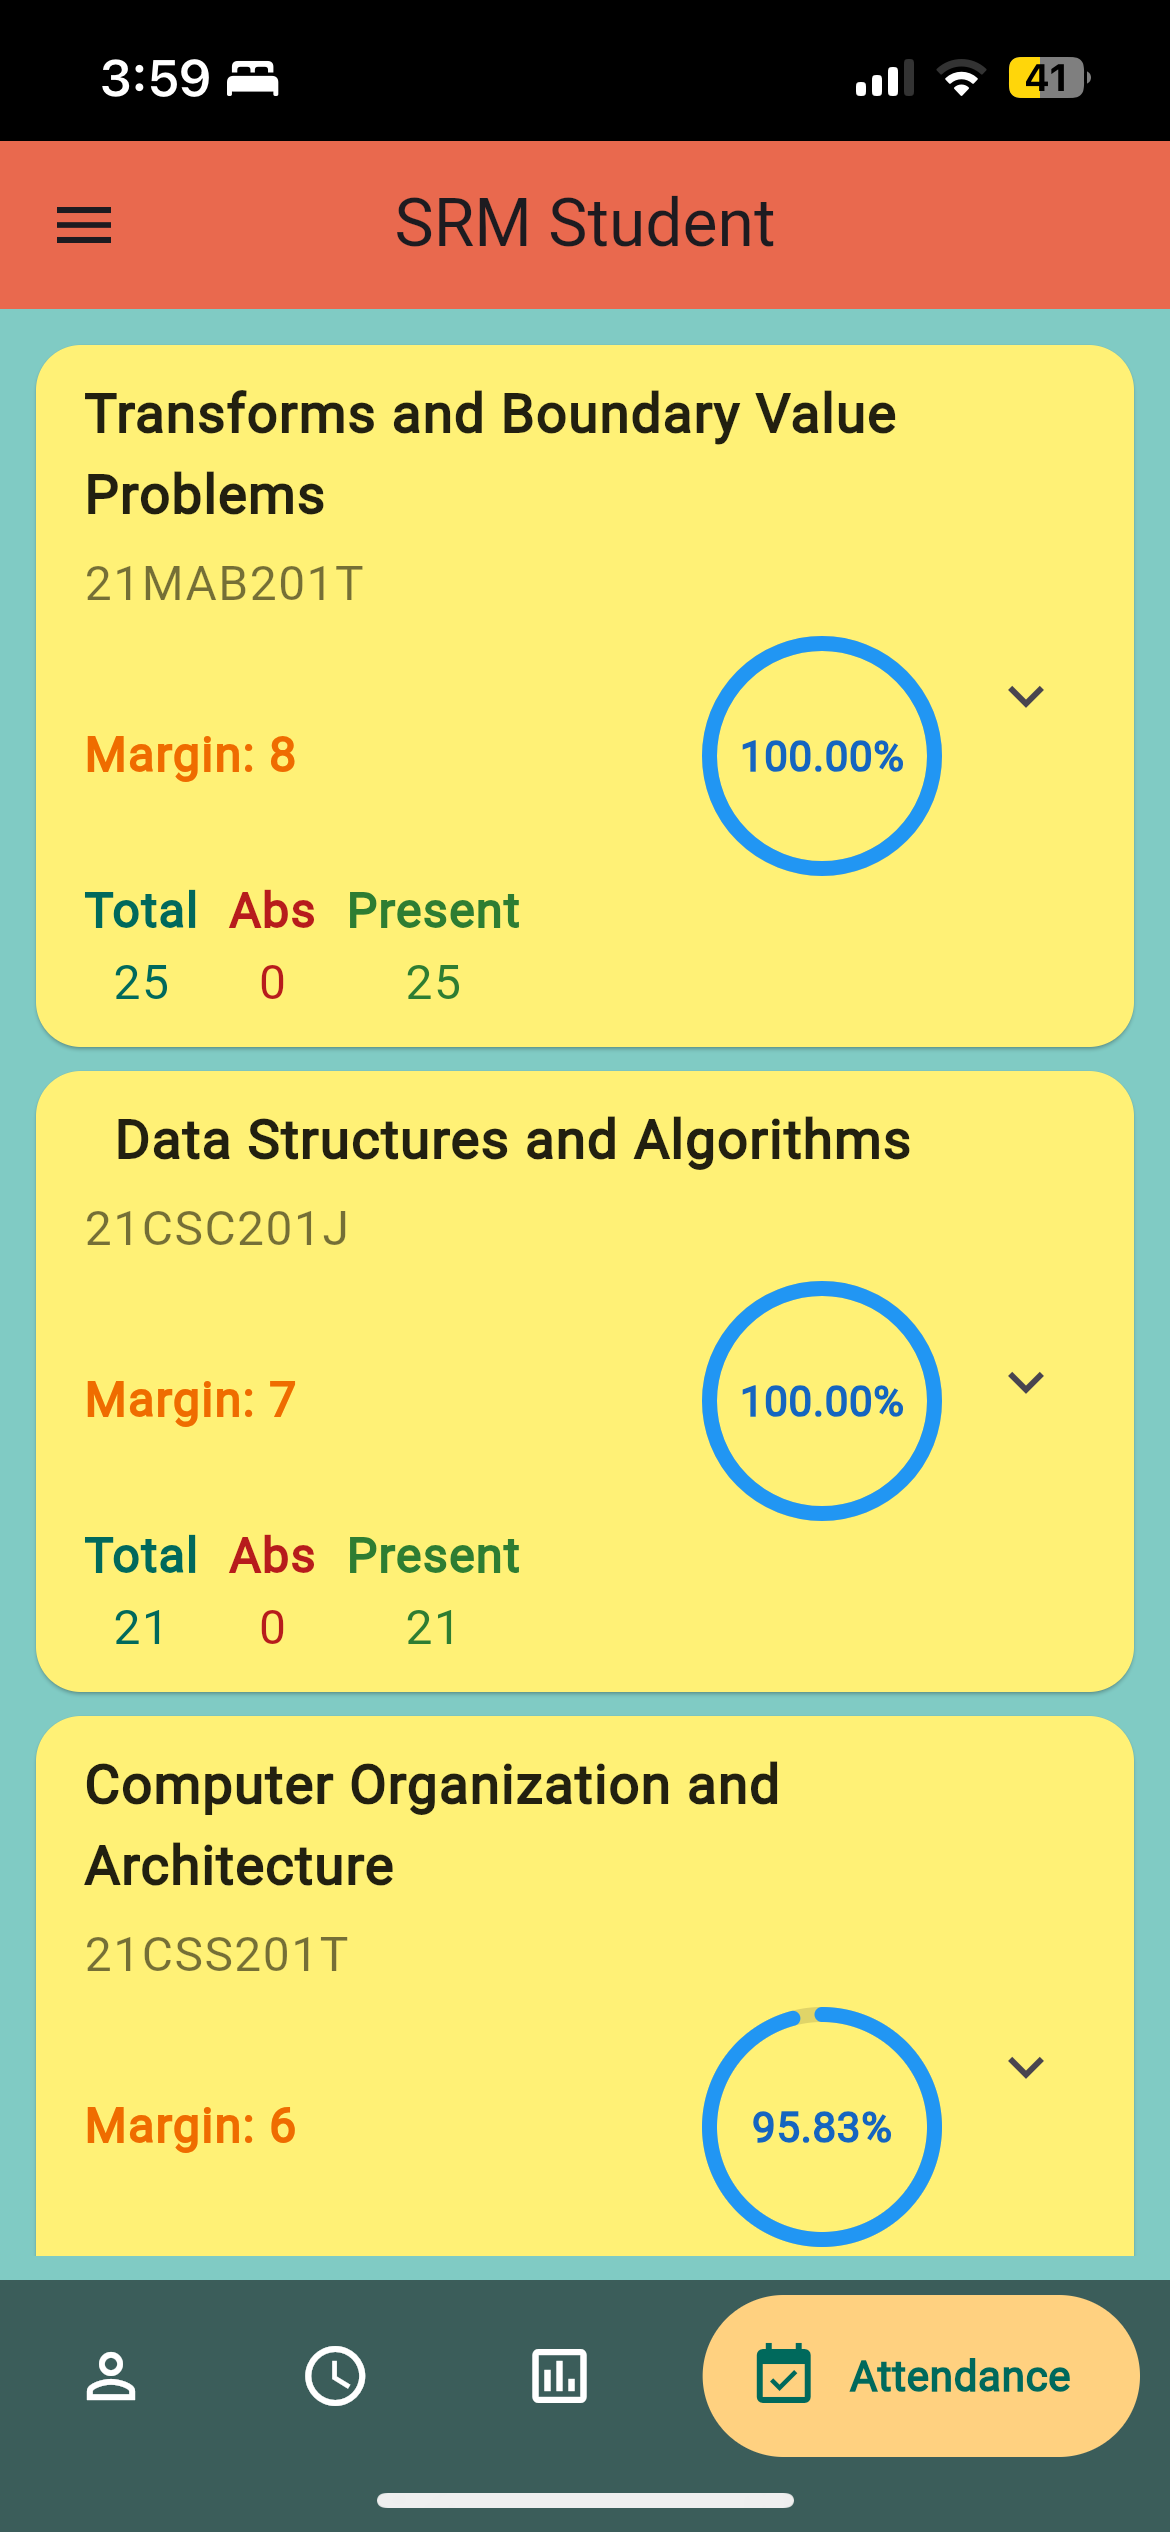 3:59
41
SRM Student
Transforms and Boundary Value
Problems
21MAB201T
Margin: 8
100.00%
Total Abs Present
25 0 25
Data Structures and Algorithms
21CSC201J
Margin: 7
100.00%
Total Abs Present
21 0 21
Computer Organization and
Architecture
21CSS201T
Margin: 6
95.83%
Attendance